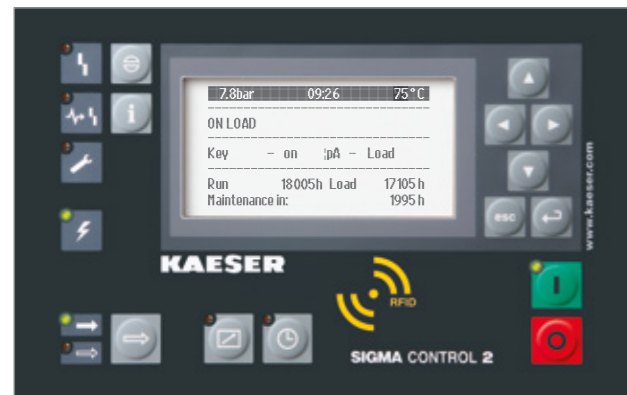 7.8bar 09:26 75°C
ON LOAD
Key - on ¦pA - Load
Run 18005h Load 17105h
Maintenance in: 1995h
esc
www.kaeser.com
KAESER
RFID
SIGMA CONTROL 2